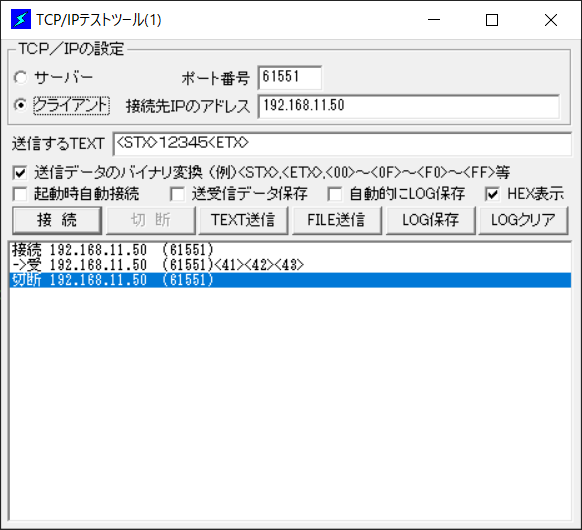 TCP/IPテストツール(1)
TCP/IPの設定
サーバー ポート番号 61551
クライアント 接続先IPのアドレス 192.168.11.50
送信するTEXT <STX>12345<ETX>
送信データのバイナリ変換 (例)<STX>,<ETX>,<00>～<0F>～<F0>～<FF>等
起動時自動接続 送受信データ保存 自動的にLOG保存 HEX表示
接 続 切 断 TEXT送信 FILE送信 LOG保存 LOGクリア
接続 192.168.11.50 (61551)
->受 192.168.11.50 (61551)<41><42><43>
切断 192.168.11.50 (61551)